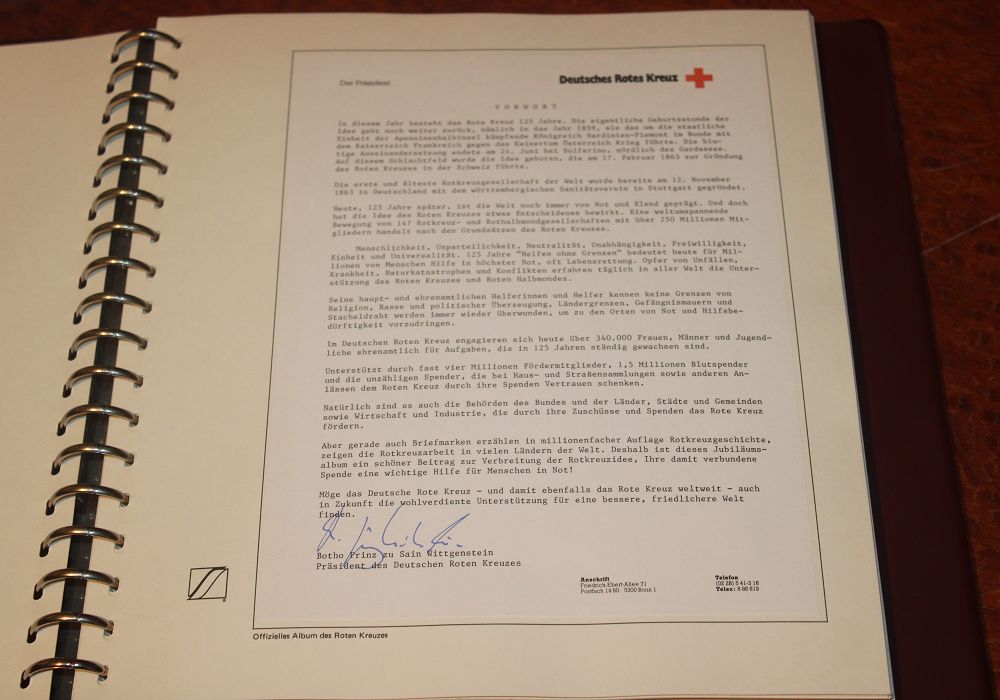 Der Präsident
Deutsches Rotes Kreuz
VORWORT
In diesem Jahr besteht das Rote Kreuz 125 Jahre. Die eigentliche Geburtsstunde der
Idee geht noch weiter zurück, nämlich in das Jahr 1859, als das um die staatliche
Einheit der Apenninenhalbinsel kämpfende Königreich Sardinien-Piemont im Bunde mit
dem Kaiserreich Frankreich gegen das Kaisertum Österreich Krieg führte. Die blu-
tige Auseinandersetzung endete am 24. Juni bei Solferino, nördlich des Gardasees.
Auf diesem Schlachtfeld wurde die Idee geboren, die am 17. Februar 1863 zur Gründung
des Roten Kreuzes in der Schweiz führte.
Die erste und älteste Rotkreuzgesellschaft der Welt wurde bereits am 12. November
1863 in Deutschland mit dem württembergischen Sanitätsverein in Stuttgart gegründet.
Heute, 125 Jahre später, ist die Welt noch immer von Not und Elend geprägt. Und doch
hat die Idee des Roten Kreuzes etwas Entscheidenes bewirkt. Eine weltumspannende
Bewegung von 147 Rotkreuz- und Rothalbmondgesellschaften mit über 250 Millionen Mit-
gliedern handelt nach den Grundsätzen des Roten Kreuzes.
Menschlichkeit, Unparteilichkeit, Neutralität, Unabhängigkeit, Freiwilligkeit,
Einheit und Universalität. 125 Jahre "Helfen ohne Grenzen" bedeutet heute für Mil-
lionen von Menschen Hilfe in höchster Not, oft Lebensrettung. Opfer von Unfällen,
Krankheit, Naturkatastrophen und Konflikten erfahren täglich in aller Welt die Unter-
stützung des Roten Kreuzes und Roten Halbmondes.
Seine haupt- und ehrenamtlichen Helferinnen und Helfer kennen keine Grenzen von
Religion, Rasse und politischer Überzeugung, Ländergrenzen, Gefängnismauern und
Stacheldraht werden immer wieder überwunden, um zu den Orten von Not und Hilfsbe-
dürftigkeit vorzudringen.
Im Deutschen Roten Kreuz engagieren sich heute über 340.000 Frauen, Männer und Jugend-
liche ehrenamtlich für Aufgaben, die in 125 Jahren ständig gewachsen sind.
Unterstützt durch fast vier Millionen Fördermitglieder, 1,5 Millionen Blutspender
und die unzähligen Spender, die bei Haus- und Straßensammlungen sowie anderen An-
lässen dem Roten Kreuz durch ihre Spenden Vertrauen schenken.
Natürlich sind es auch die Behörden des Bundes und der Länder, Städte und Gemeinden
sowie Wirtschaft und Industrie, die durch ihre Zuschüsse und Spenden das Rote Kreuz
fördern.
Aber gerade auch Briefmarken erzählen in millionenfacher Auflage Rotkreuzgeschichte,
zeigen die Rotkreuzarbeit in vielen Ländern der Welt. Deshalb ist dieses Jubiläums-
album ein schöner Beitrag zur Verbreitung der Rotkreuzidee, Ihre damit verbundene
Spende eine wichtige Hilfe für Menschen in Not!
Möge das Deutsche Rote Kreuz - und damit ebenfalls das Rote Kreuz weltweit - auch
in Zukunft die wohlverdiente Unterstützung für eine bessere, friedlichere Welt
finden.
Botho Prinz zu Sain Wittgenstein
Präsident des Deutschen Roten Kreuzes
Anschrift
Friedrich-Ebert-Allee 71
Postfach 14 60 · 5300 Bonn 1
Telefon
(02 28) 5 41-3 16
Telex: 8 86 619
Offizielles Album des Roten Kreuzes